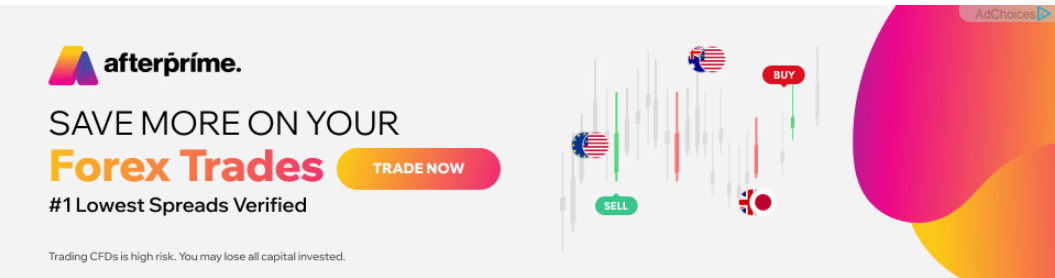 AdChoices
afterprime.
SAVE MORE ON YOUR
Forex Trades
TRADE NOW
#1 Lowest Spreads Verified
Trading CFDs is high risk. You may lose all capital invested.
BUY
SELL